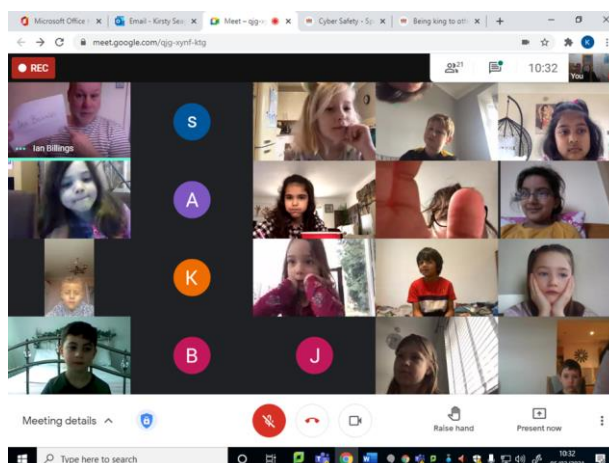 Microsoft Office
Email - Kirsty Sea
Meet – qjg-x
Cyber Safety - Sp
Being king to oth
meet.google.com/qjg-xynf-ktg
K
REC
21
10:32
You
Ian Billings
S
A
K
B
J
Meeting details
Raise hand
Present now
Type here to search
10:32